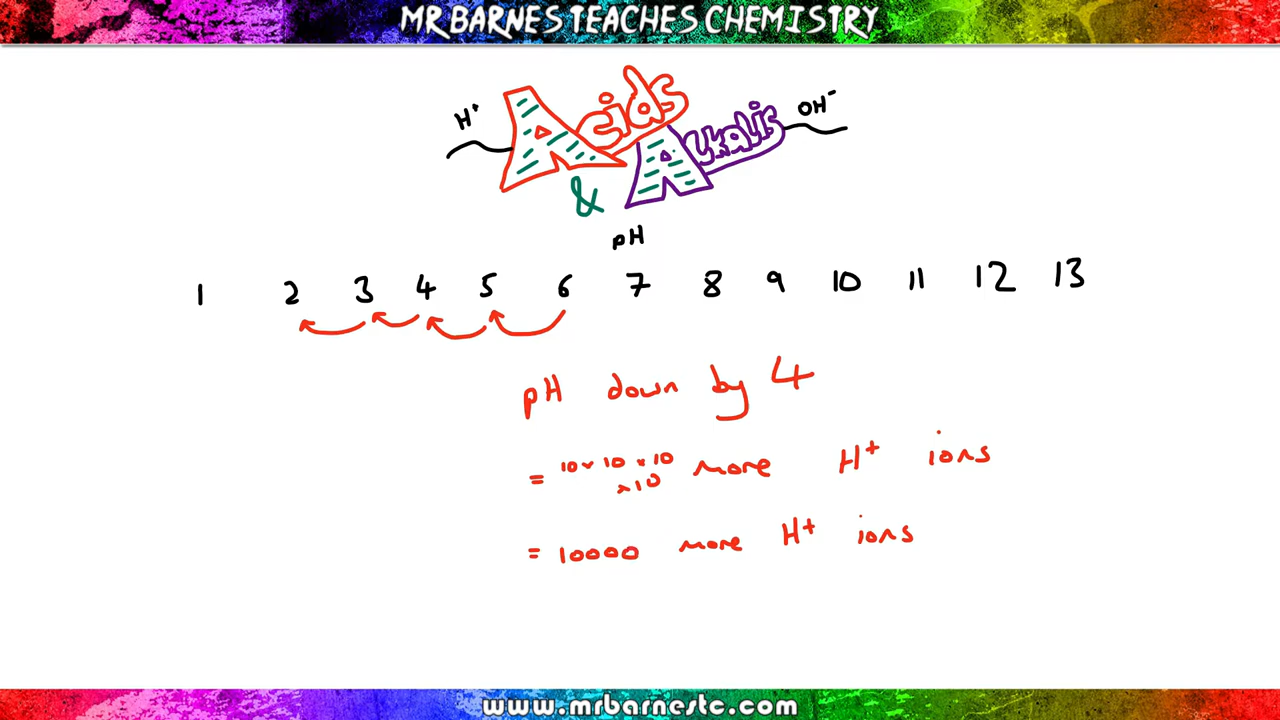 MR BARNES TEACHES CHEMISTRY
H+ Acids OH-
& Alkalis
pH
1 2 3 4 5 6 7 8 9 10 11 12 13
pH down by 4
= 10 x 10 x 10 more H+ ions
x 10
= 10000 more H+ ions
www.mrbarnestc.com